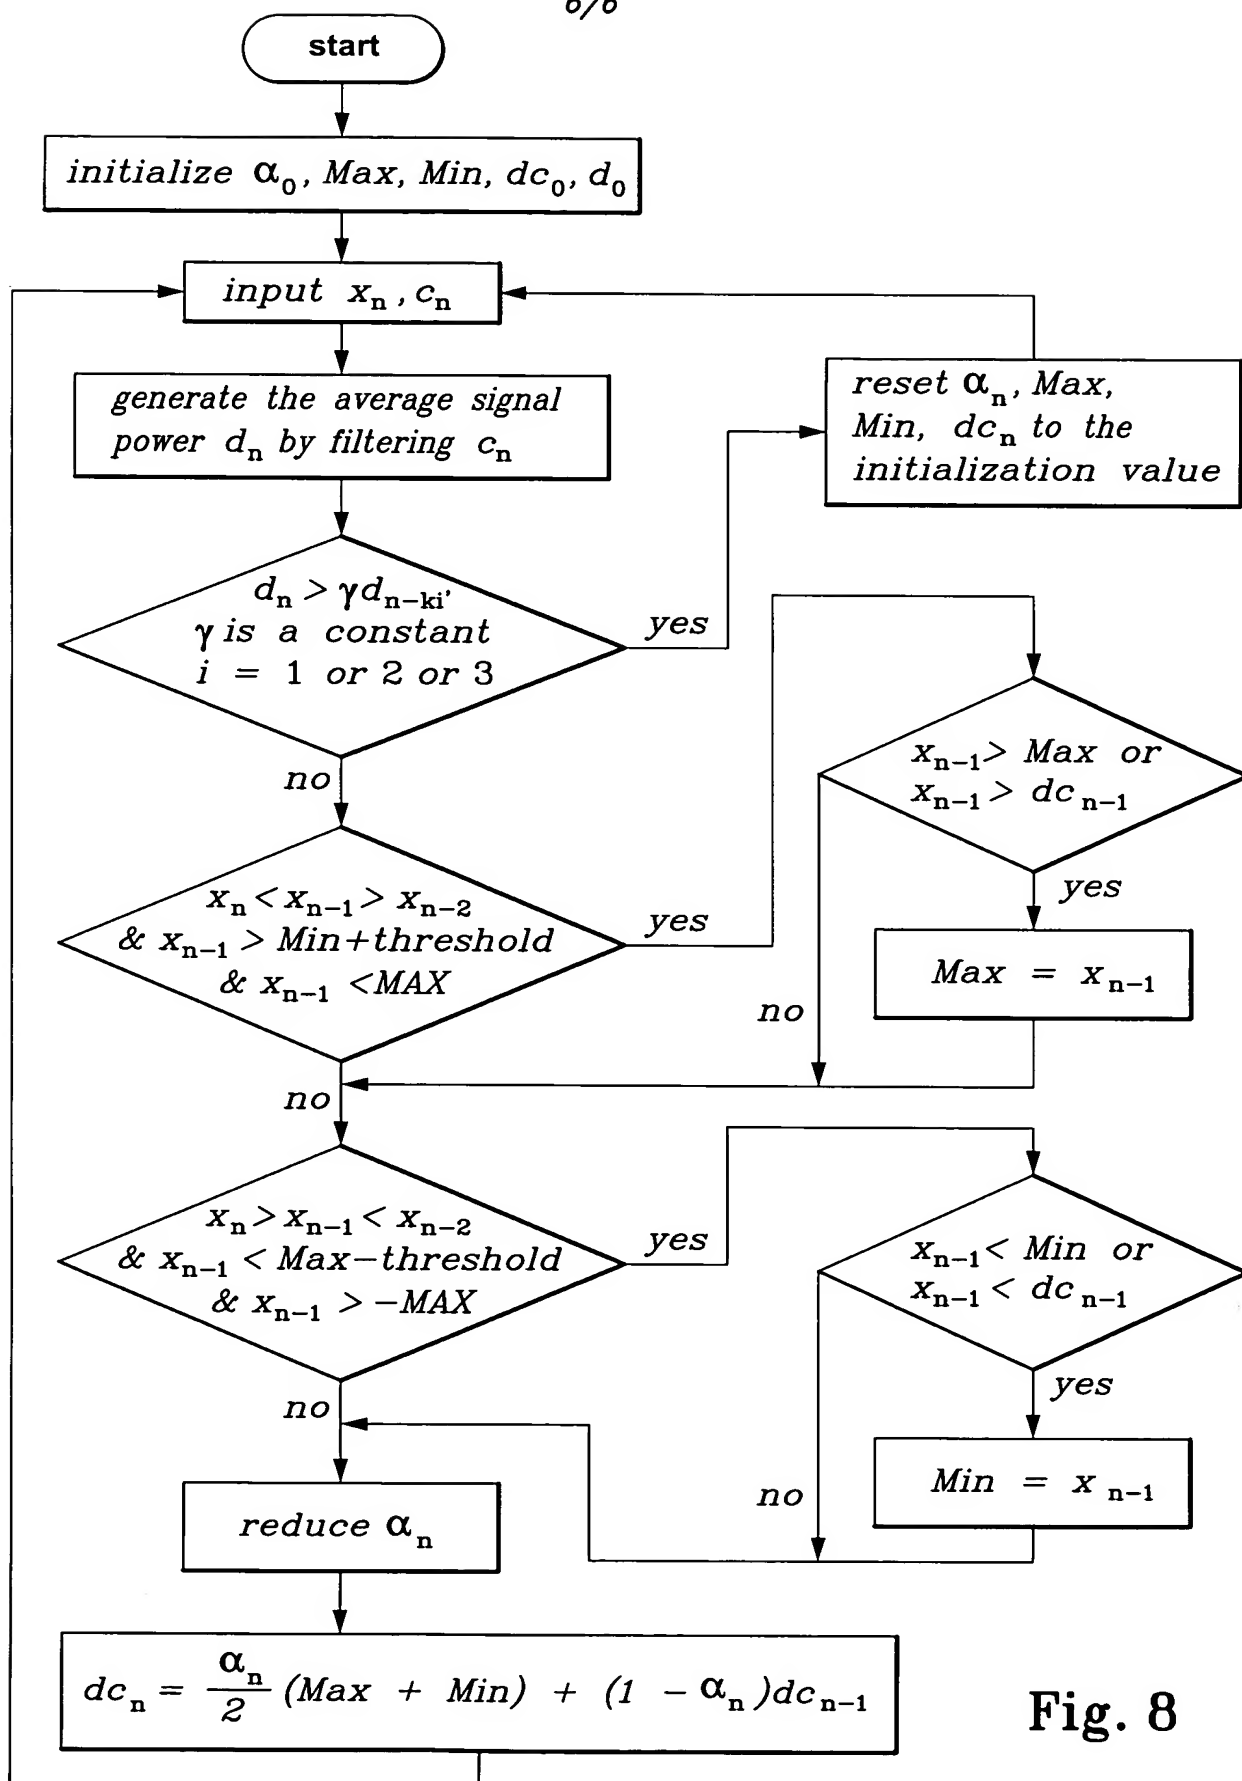 6/6
start
initialize α₀, Max, Min, dc₀, d₀
input xₙ, cₙ
generate the average signal
power dₙ by filtering cₙ
reset αₙ, Max,
Min, dcₙ to the
initialization value
dₙ > γdₙ₋ₖᵢ'
γ is a constant
i = 1 or 2 or 3
yes
no
xₙ₋₁ > Max or
xₙ₋₁ > dcₙ₋₁
yes
no
Max = xₙ₋₁
xₙ < xₙ₋₁ > xₙ₋₂
& xₙ₋₁ > Min+threshold
& xₙ₋₁ <MAX
yes
no
xₙ > xₙ₋₁ < xₙ₋₂
& xₙ₋₁ < Max−threshold
& xₙ₋₁ > −MAX
yes
no
xₙ₋₁ < Min or
xₙ₋₁ < dcₙ₋₁
yes
no
Min = xₙ₋₁
reduce αₙ
dcₙ = αₙ/2 (Max + Min) + (1 - αₙ)dcₙ₋₁
Fig. 8